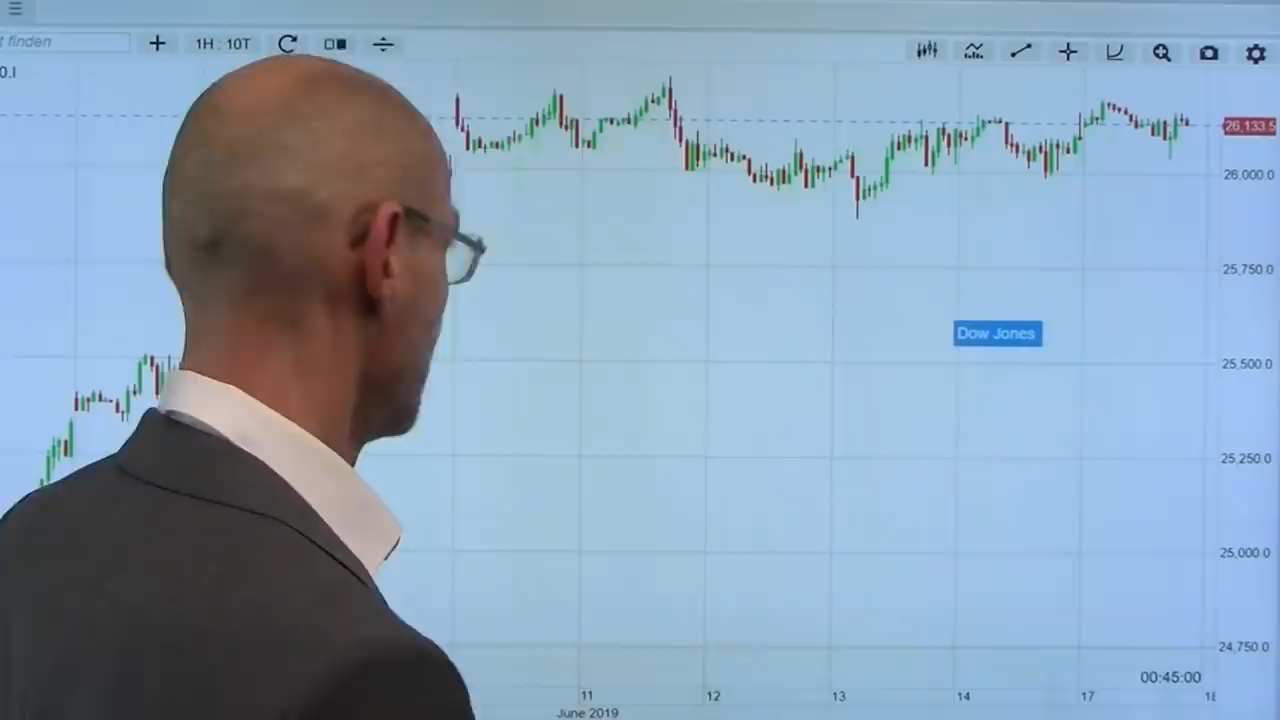 t finden
1H : 10T
0.I
26,133.5
26,000.0
25,750.0
Dow Jones
25,500.0
25,250.0
25,000.0
24,750.0
00:45:00
11
12
13
14
17
18
June 2019